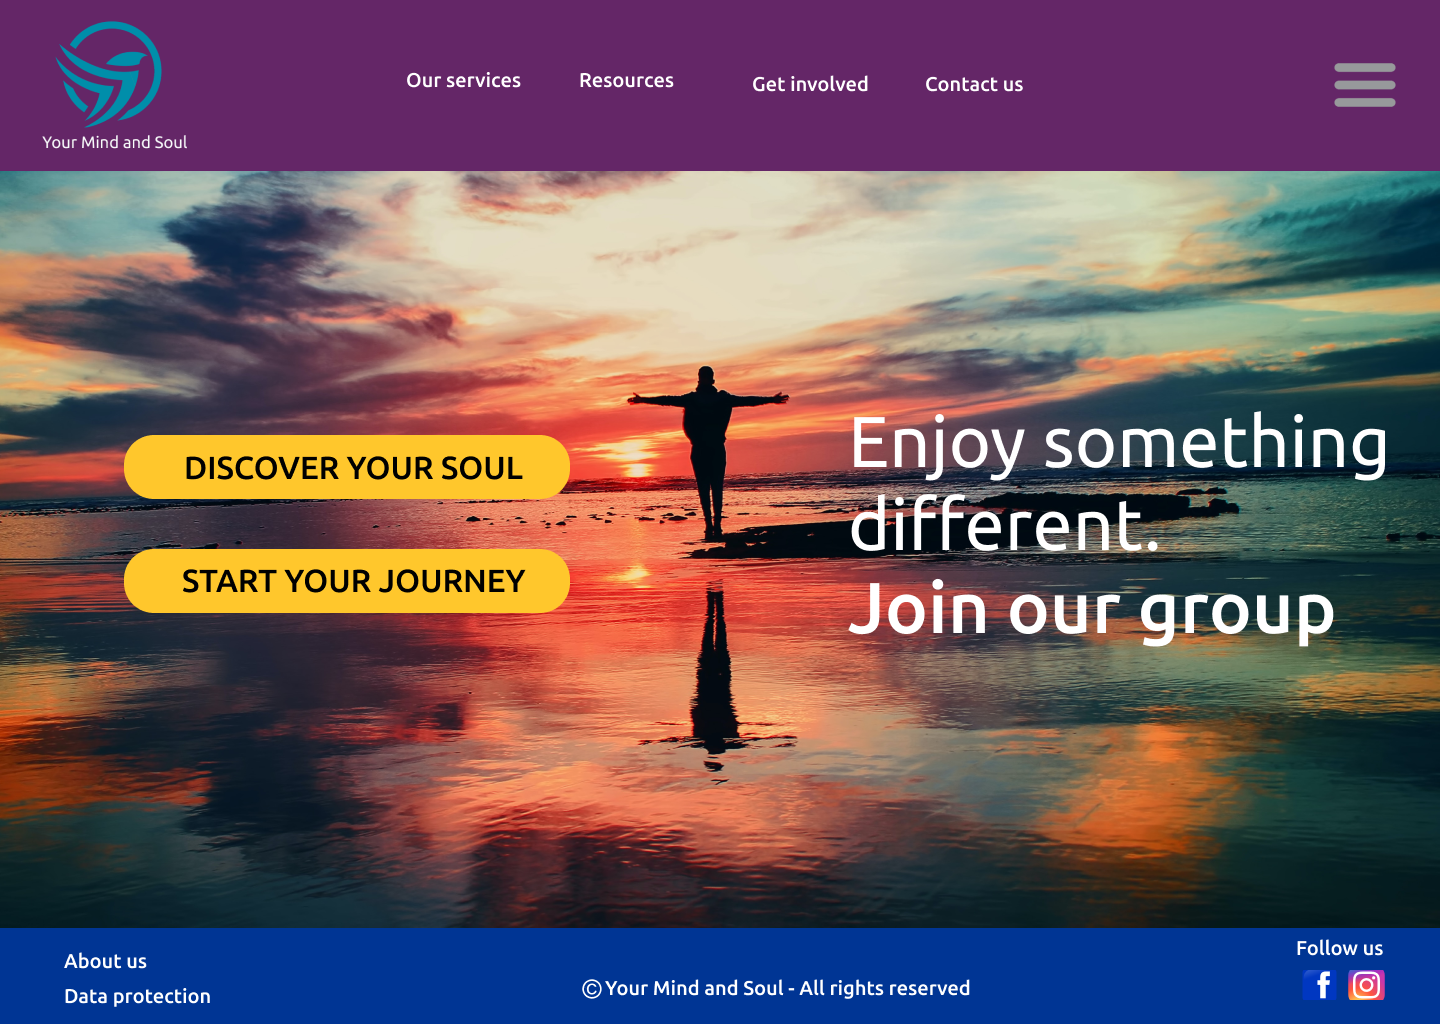 Your Mind and Soul
Our services
Resources
Get involved
Contact us
DISCOVER YOUR SOUL
START YOUR JOURNEY
Enjoy something
different.
Join our group
About us
Data protection
© Your Mind and Soul - All rights reserved
Follow us